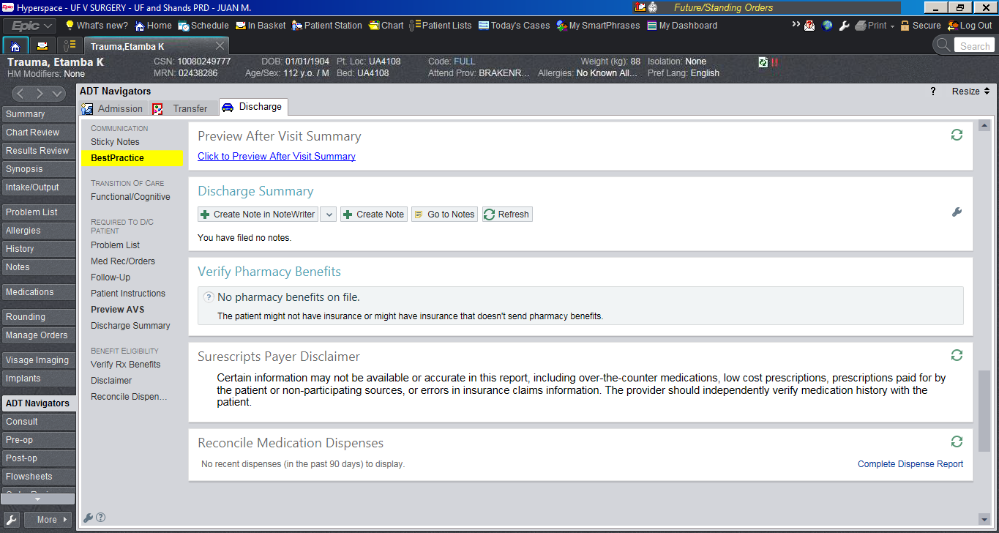 Epic Hyperspace - UF V SURGERY - UF and Shands PRD - JUAN M.
Future/Standing Orders
Epic
What's new?
Home
Schedule
In Basket
Patient Station
Chart
Patient Lists
Today's Cases
My SmartPhrases
My Dashboard
Print
Secure
Log Out
Trauma,Etamba K
Search
Trauma, Etamba K
CSN: 10080249777
DOB: 01/01/1904
Pt. Loc: UA4108
Code: FULL
Weight (kg): 88
Isolation: None
HM Modifiers: None
MRN: 02438286
Age/Sex: 112 y.o. / M
Bed: UA4108
Attend Prov: BRAKENR...
Allergies: No Known All...
Pref Lang: English
Summary
Chart Review
Results Review
Synopsis
Intake/Output
Problem List
Allergies
History
Notes
Medications
Rounding
Manage Orders
Visage Imaging
Implants
ADT Navigators
Consult
Pre-op
Post-op
Flowsheets
More
ADT Navigators
? Resize
Admission
Transfer
Discharge
COMMUNICATION
Sticky Notes
BestPractice
TRANSITION OF CARE
Functional/Cognitive
REQUIRED TO D/C
PATIENT
Problem List
Med Rec/Orders
Follow-Up
Patient Instructions
Preview AVS
Discharge Summary
BENEFIT ELIGIBILITY
Verify Rx Benefits
Disclaimer
Reconcile Dispen...
Preview After Visit Summary
Click to Preview After Visit Summary
Discharge Summary
Create Note in NoteWriter
Create Note
Go to Notes
Refresh
You have filed no notes.
Verify Pharmacy Benefits
? No pharmacy benefits on file.
The patient might not have insurance or might have insurance that doesn't send pharmacy benefits.
Surescripts Payer Disclaimer
Certain information may not be available or accurate in this report, including over-the-counter medications, low cost prescriptions, prescriptions paid for by
the patient or non-participating sources, or errors in insurance claims information. The provider should independently verify medication history with the
patient.
Reconcile Medication Dispenses
No recent dispenses (in the past 90 days) to display.
Complete Dispense Report